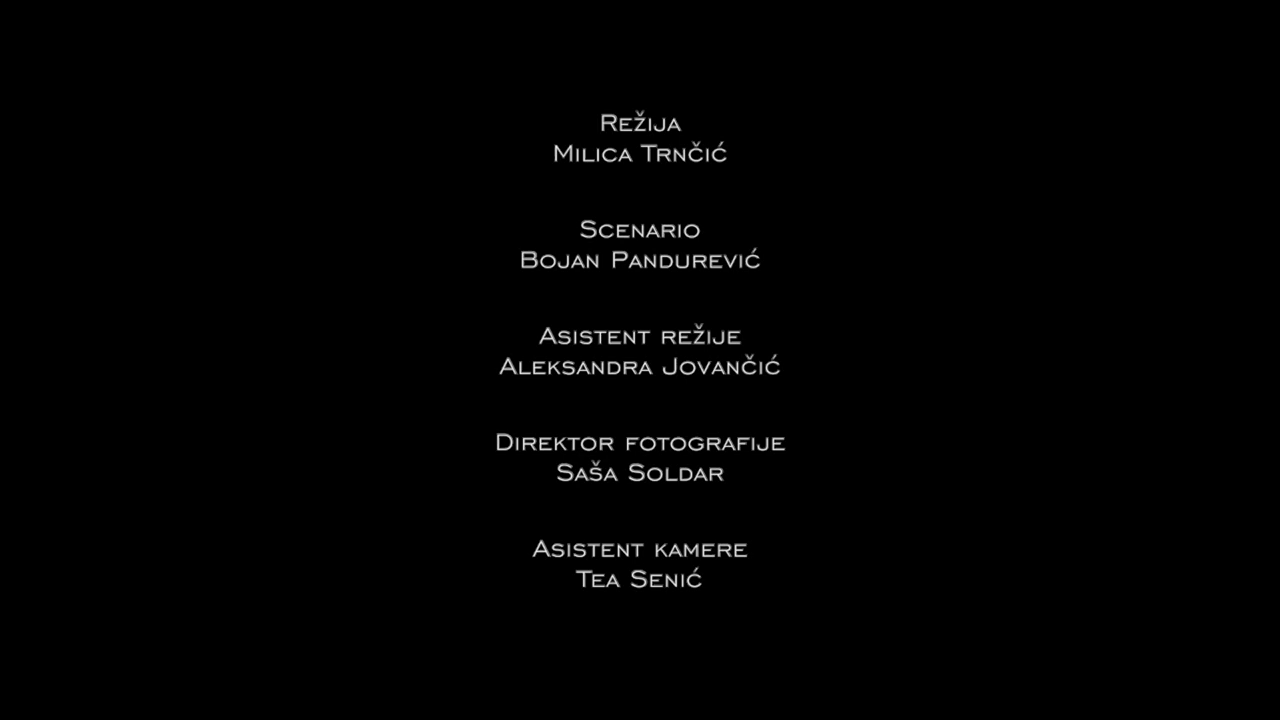 Režija
Milica Trnčić
Scenario
Bojan Pandurević
Asistent režije
Aleksandra Jovančić
Direktor fotografije
Saša Soldar
Asistent kamere
Tea Senić